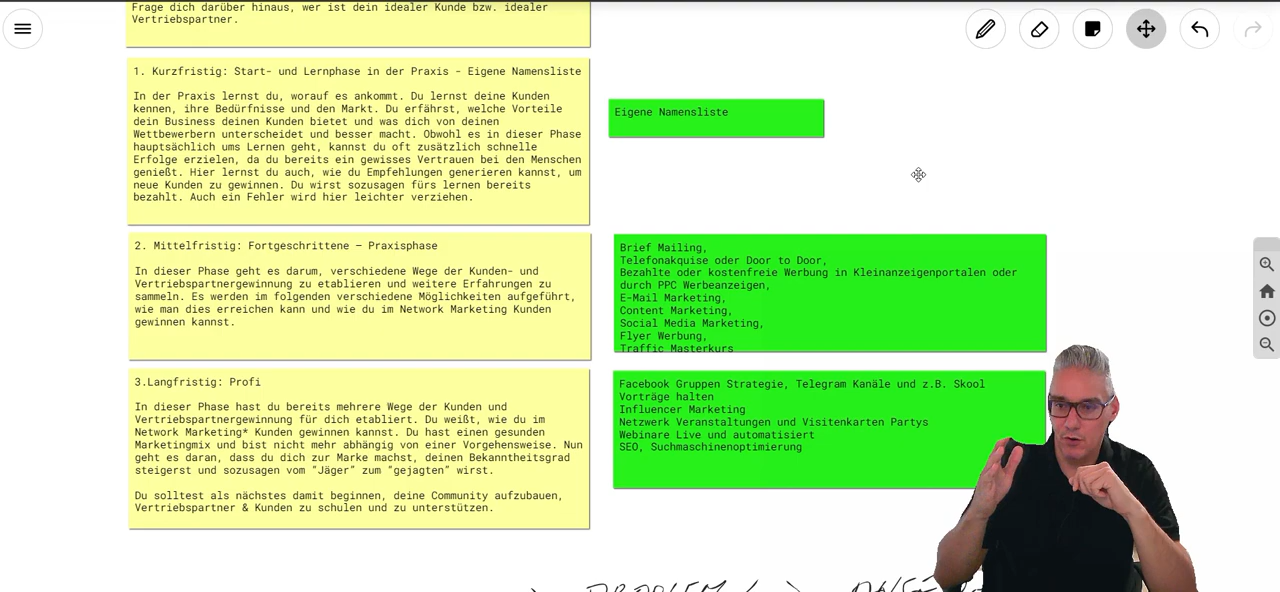 Frage dich darüber hinaus, wer ist dein idealer Kunde bzw. idealer
Vertriebspartner.
1. Kurzfristig: Start- und Lernphase in der Praxis - Eigene Namensliste
In der Praxis lernst du, worauf es ankommt. Du lernst deine Kunden
kennen, ihre Bedürfnisse und den Markt. Du erfährst, welche Vorteile
dein Business deinen Kunden bietet und was dich von deinen
Wettbewerbern unterscheidet und besser macht. Obwohl es in dieser Phase
hauptsächlich ums Lernen geht, kannst du oft zusätzlich schnelle
Erfolge erzielen, da du bereits ein gewisses Vertrauen bei den Menschen
genießt. Hier lernst du auch, wie du Empfehlungen generieren kannst, um
neue Kunden zu gewinnen. Du wirst sozusagen fürs lernen bereits
bezahlt. Auch ein Fehler wird hier leichter verziehen.
Eigene Namensliste
2. Mittelfristig: Fortgeschrittene – Praxisphase
In dieser Phase geht es darum, verschiedene Wege der Kunden- und
Vertriebspartnergewinnung zu etablieren und weitere Erfahrungen zu
sammeln. Es werden im folgenden verschiedene Möglichkeiten aufgeführt,
wie man dies erreichen kann und wie du im Network Marketing Kunden
gewinnen kannst.
Brief Mailing,
Telefonakquise oder Door to Door,
Bezahlte oder kostenfreie Werbung in Kleinanzeigenportalen oder
durch PPC Werbeanzeigen,
E-Mail Marketing,
Content Marketing,
Social Media Marketing,
Flyer Werbung,
Traffic Masterkurs
3.Langfristig: Profi
In dieser Phase hast du bereits mehrere Wege der Kunden und
Vertriebspartnergewinnung für dich etabliert. Du weißt, wie du im
Network Marketing* Kunden gewinnen kannst. Du hast einen gesunden
Marketingmix und bist nicht mehr abhängig von einer Vorgehensweise. Nun
geht es daran, dass du dich zur Marke machst, deinen Bekanntheitsgrad
steigerst und sozusagen vom “Jäger” zum “gejagten” wirst.
Du solltest als nächstes damit beginnen, deine Community aufzubauen,
Vertriebspartner & Kunden zu schulen und zu unterstützen.
Facebook Gruppen Strategie, Telegram Kanäle und z.B. Skool
Vorträge halten
Influencer Marketing
Netzwerk Veranstaltungen und Visitenkarten Partys
Webinare Live und automatisiert
SEO, Suchmaschinenoptimierung